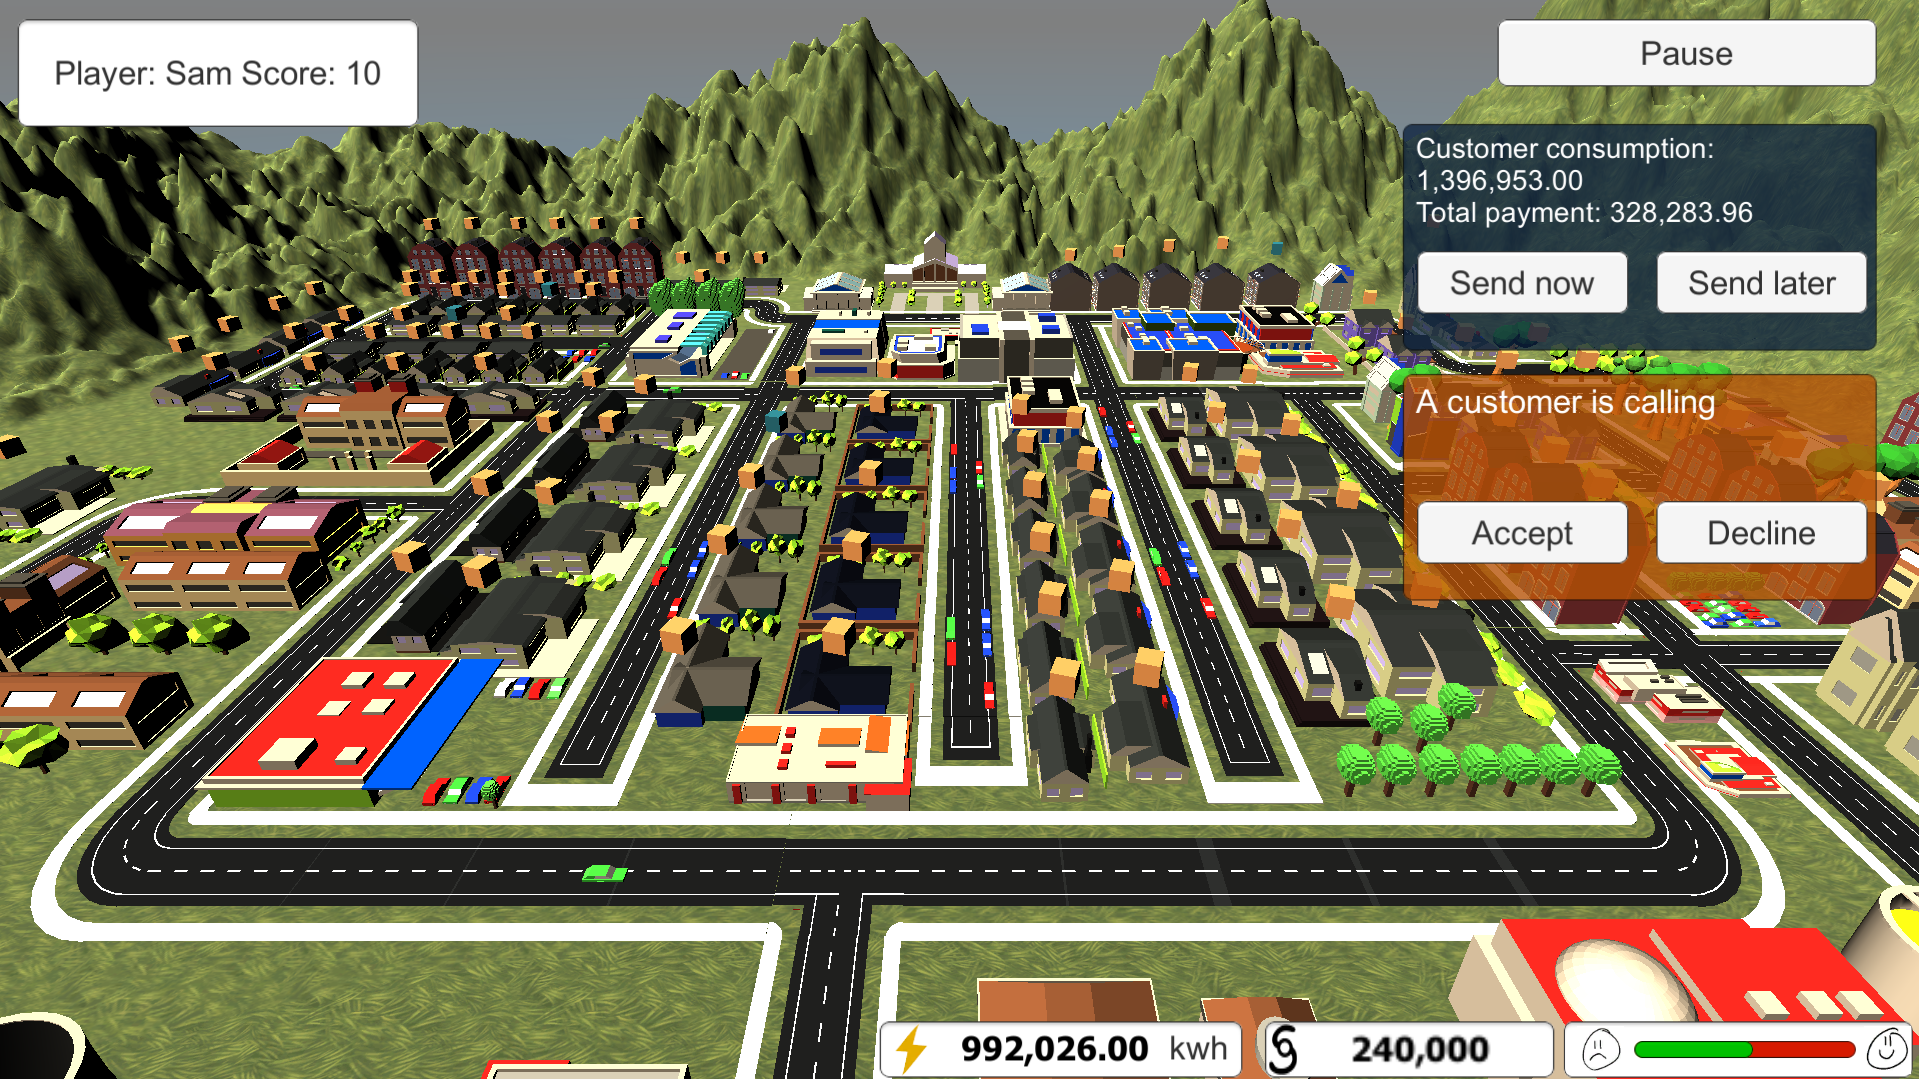 Player: Sam Score: 10
Pause
Customer consumption:
1,396,953.00
Total payment: 328,283.96
Send now
Send later
A customer is calling
Accept
Decline
992,026.00 kwh
240,000